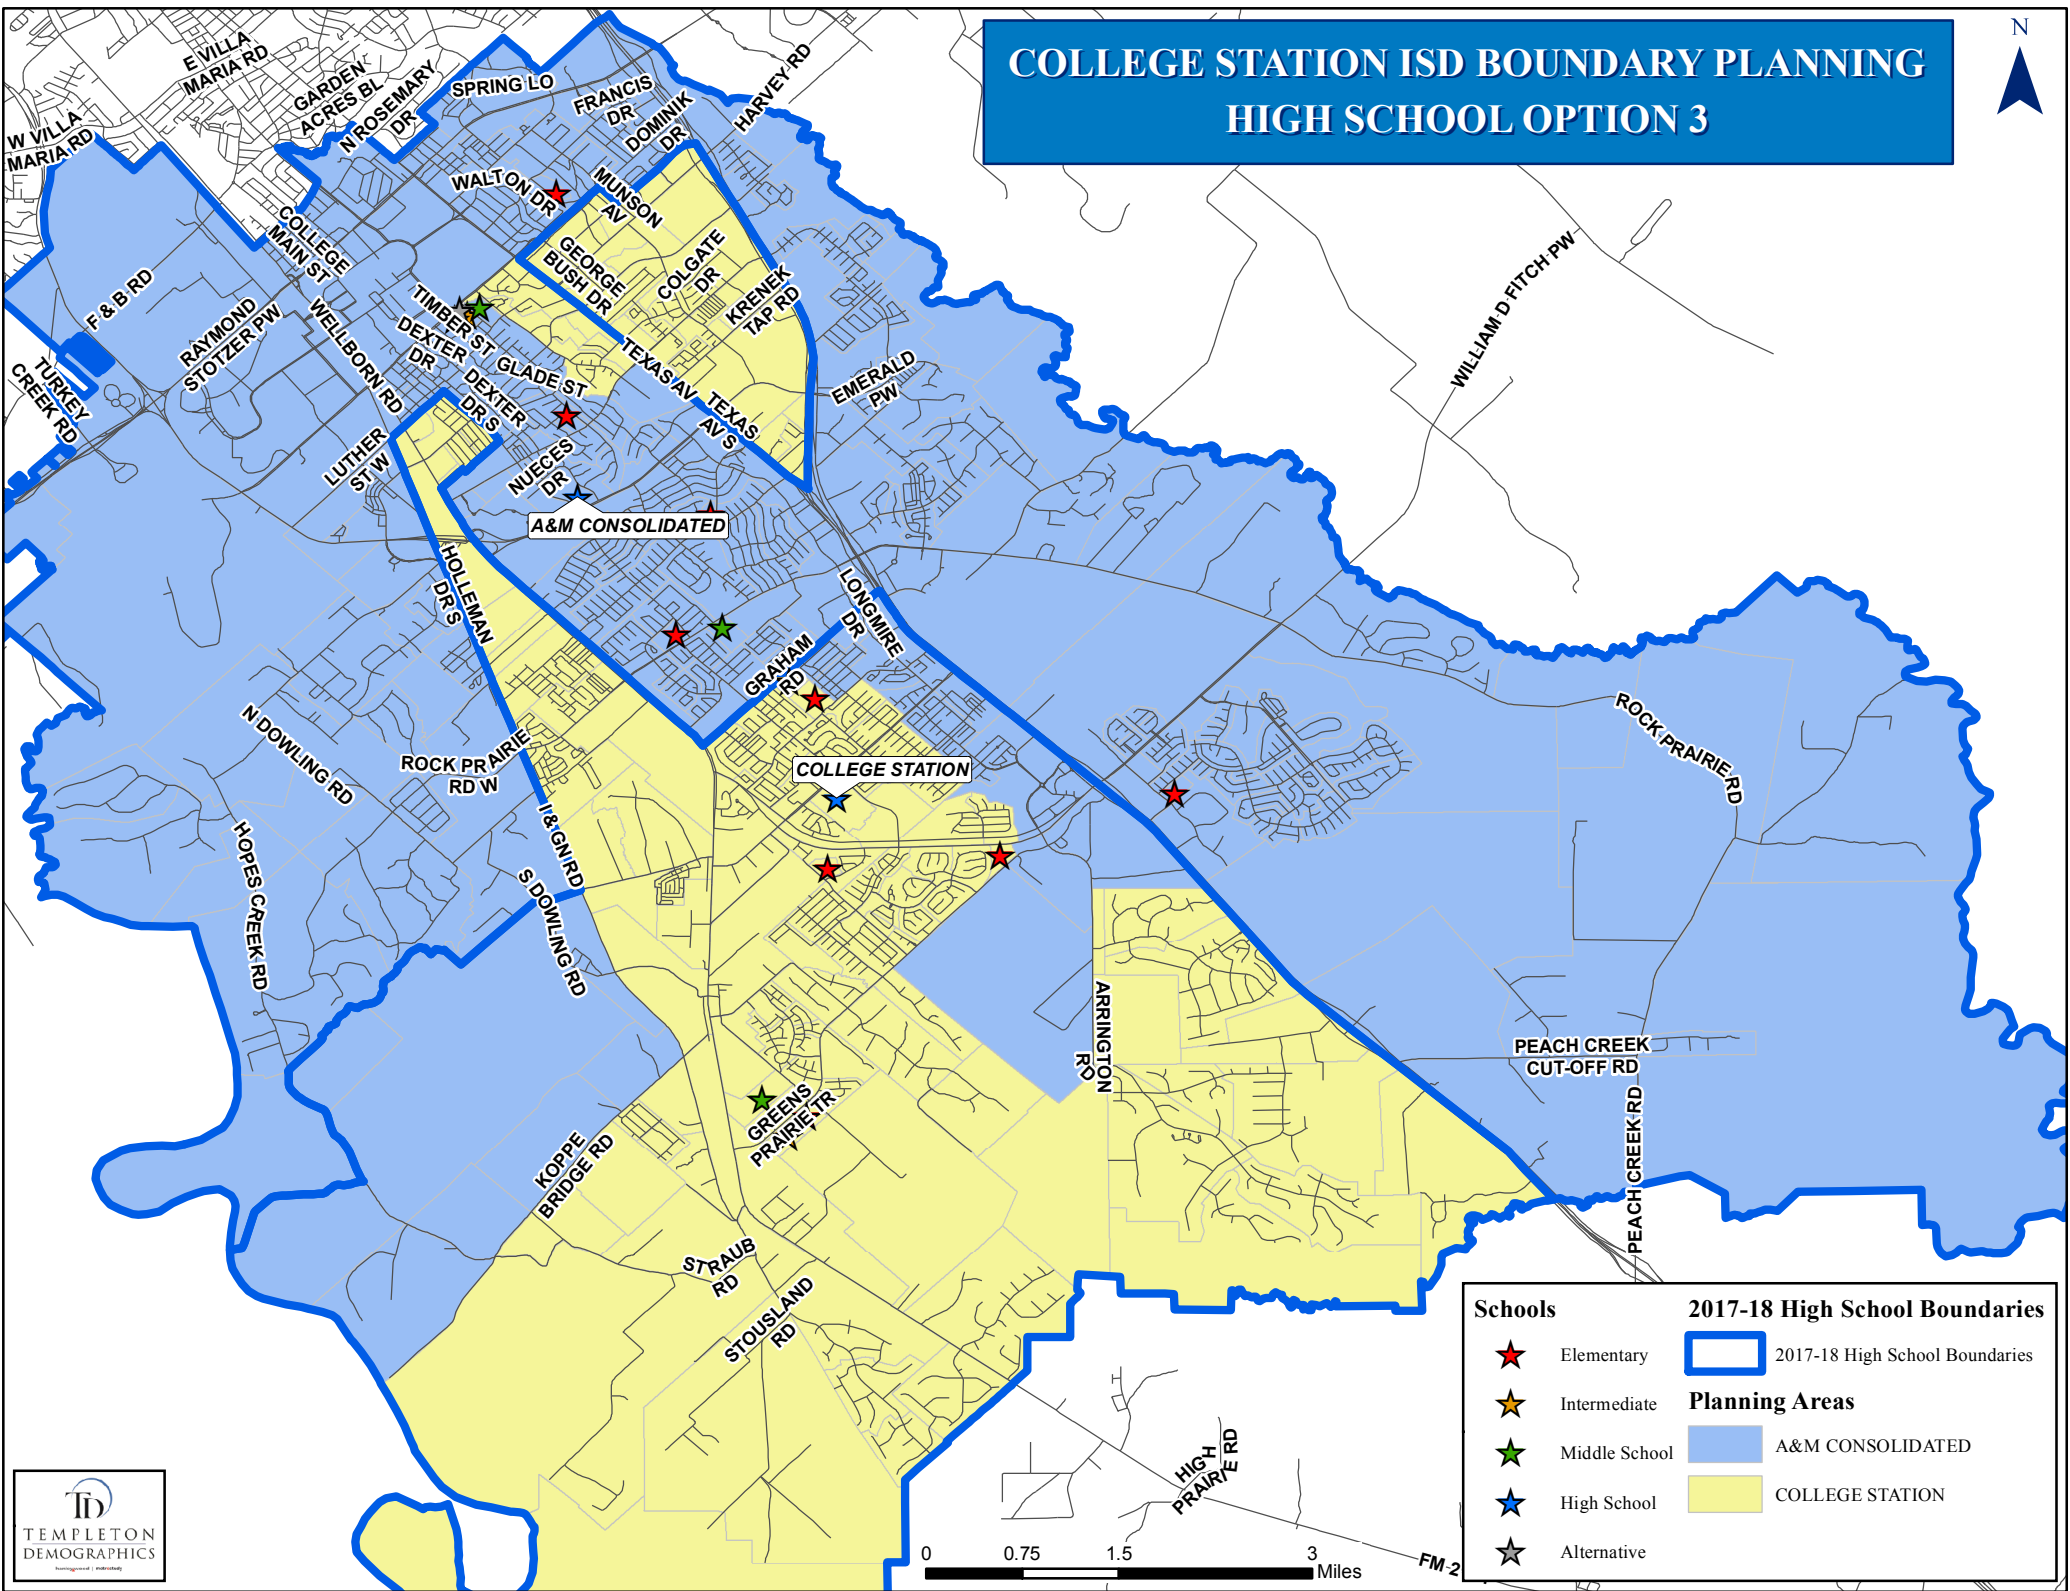 COLLEGE STATION ISD BOUNDARY PLANNING
HIGH SCHOOL OPTION 3
N
E VILLA
MARIA RD
GARDEN
ACRES BL
N ROSEMARY
DR
SPRING LO
FRANCIS
DR
DOMINIK
DR
HARVEY RD
W VILLA
MARIA RD
WALTON
DR
MUNSON
AV
COLLEGE
MAIN ST
GEORGE
BUSH DR
COLGATE
DR
KRENEK
TAP RD
F & B RD
RAYMOND
STOTZER PW
WELLBORN RD
TIMBER ST
DEXTER
DR
GLADE ST
DEXTER
DR S
TEXAS AV
TEXAS
AV S
EMERALD
PW
WILLIAM D FITCH PW
TURKEY
CREEK RD
LUTHER
ST W
NUECES
DR
A&M CONSOLIDATED
HOLLEMAN
DR S
LONGMIRE
DR
GRAHAM
RD
N DOWLING RD
ROCK PRAIRIE
RD W
ROCK PRAIRIE RD
COLLEGE STATION
I & GN RD
HOPES CREEK RD
S DOWLING RD
ARRINGTON
RD
PEACH CREEK
CUT-OFF RD
PEACH CREEK RD
GREENS
PRAIRIE TR
KOPPE
BRIDGE RD
STRAUB
RD
STOUSLAND
RD
HIGH
PRAIRIE RD
FM 2
0 0.75 1.5 3
Miles
Schools
Elementary
Intermediate
Middle School
High School
Alternative
2017-18 High School Boundaries
2017-18 High School Boundaries
Planning Areas
A&M CONSOLIDATED
COLLEGE STATION
TD
TEMPLETON
DEMOGRAPHICS